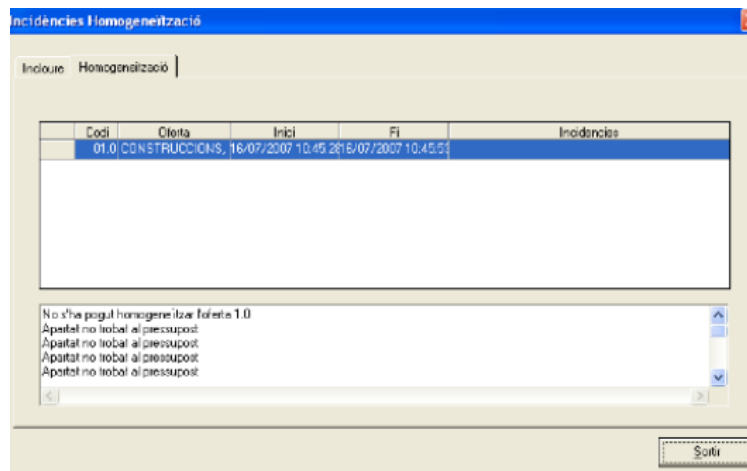 Incidències Homogeneïtzació
Incloure Homogeneïtzació
Codi Oferta Inici Fi Incidencies
01.0 CONSTRUCCIONS, 16/07/2007 10:45:28 16/07/2007 10:45:59
No s'ha pogut homogeneïtzar l'oferta 1.0
Apartat no trobat al pressupost
Apartat no trobat al pressupost
Apartat no trobat al pressupost
Apartat no trobat al pressupost
Sortir